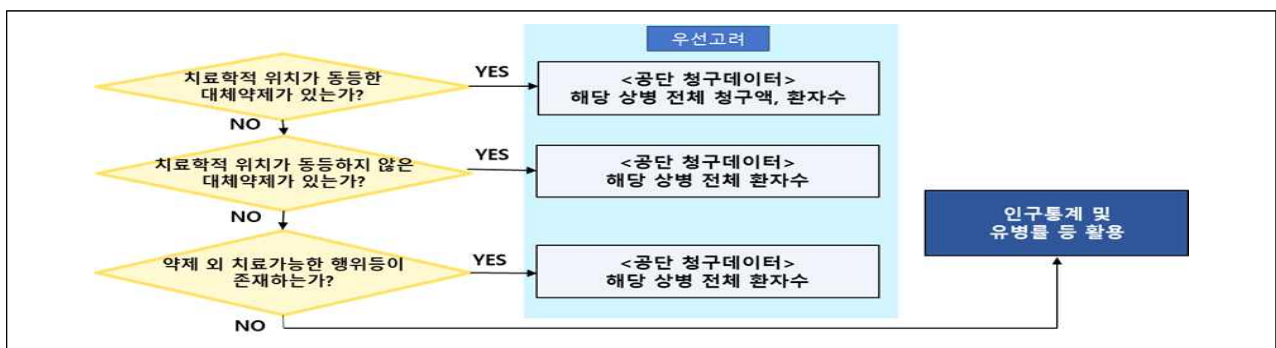 우선고려
치료학적 위치가 동등한
대체약제가 있는가?
YES
<공단 청구데이터>
해당 상병 전체 청구액, 환자수
NO
치료학적 위치가 동등하지 않은
대체약제가 있는가?
YES
<공단 청구데이터>
해당 상병 전체 환자수
NO
인구통계 및
유병률 등 활용
약제 외 치료가능한 행위등이
존재하는가?
YES
<공단 청구데이터>
해당 상병 전체 환자수
NO